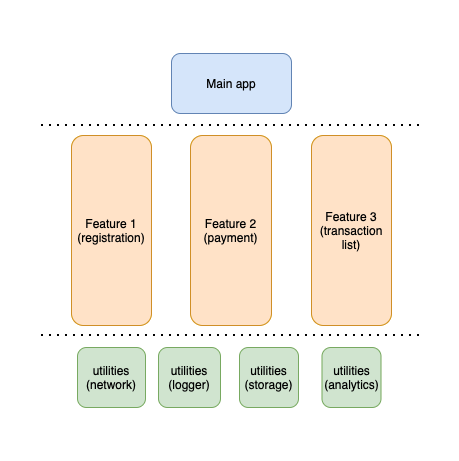 Main app
Feature 1
(registration)
Feature 2
(payment)
Feature 3
(transaction
list)
utilities
(network)
utilities
(logger)
utilities
(storage)
utilities
(analytics)